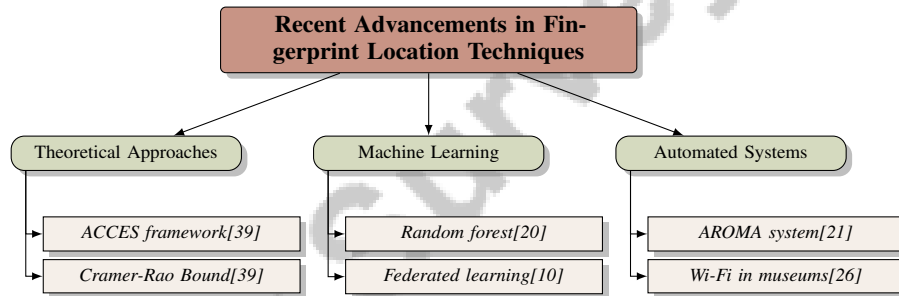 Recent Advancements in Fin-
gerprint Location Techniques
Theoretical Approaches
Machine Learning
Automated Systems
ACCES framework[39]
Random forest[20]
AROMA system[21]
Cramer-Rao Bound[39]
Federated learning[10]
Wi-Fi in museums[26]